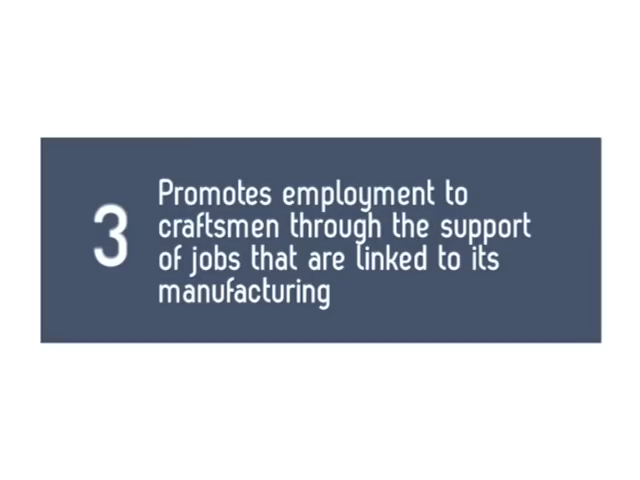 3
Promotes employment to
craftsmen through the support
of jobs that are linked to its
manufacturing